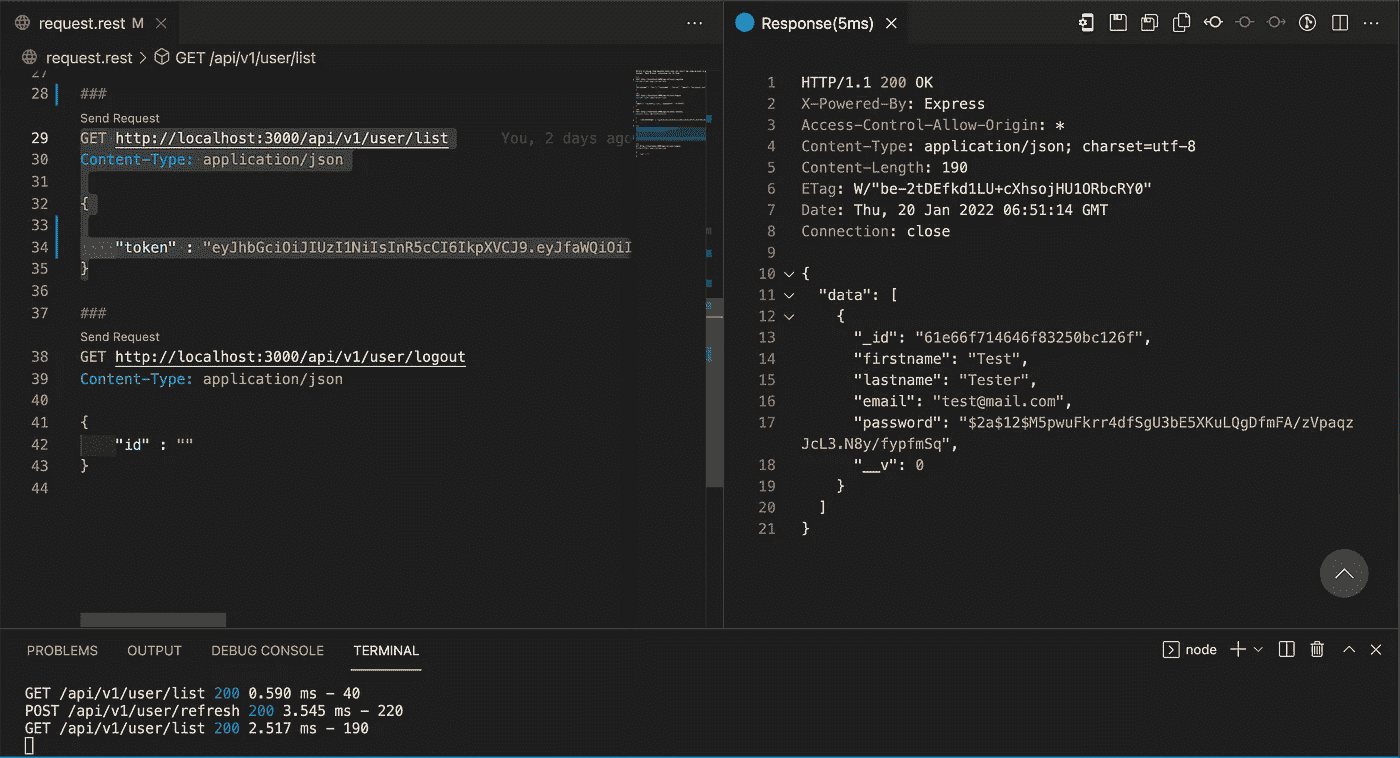 request.rest M
request.rest > GET /api/v1/user/list
27
28 ###
Send Request
29 GET http://localhost:3000/api/v1/user/list You, 2 days ago
30 Content-Type: application/json
31
32 {
33
34 "token" : "eyJhbGciOiJIUzI1NiIsInR5cCI6IkpXVCJ9.eyJfaWQiOiI
35 }
36
37 ###
Send Request
38 GET http://localhost:3000/api/v1/user/logout
39 Content-Type: application/json
40
41 {
42 "id" : ""
43 }
44
Response(5ms)
1 HTTP/1.1 200 OK
2 X-Powered-By: Express
3 Access-Control-Allow-Origin: *
4 Content-Type: application/json; charset=utf-8
5 Content-Length: 190
6 ETag: W/"be-2tDEfkd1LU+cXhsojHU1ORbcRY0"
7 Date: Thu, 20 Jan 2022 06:51:14 GMT
8 Connection: close
9
10 {
11 "data": [
12 {
13 "_id": "61e66f714646f83250bc126f",
14 "firstname": "Test",
15 "lastname": "Tester",
16 "email": "test@mail.com",
17 "password": "$2a$12$M5pwuFkrr4dfSgU3bE5XKuLQgDfmFA/zVpaqz
JcL3.N8y/fypfmSq",
18 "__v": 0
19 }
20 ]
21 }
PROBLEMS OUTPUT DEBUG CONSOLE TERMINAL node
GET /api/v1/user/list 200 0.590 ms - 40
POST /api/v1/user/refresh 200 3.545 ms - 220
GET /api/v1/user/list 200 2.517 ms - 190